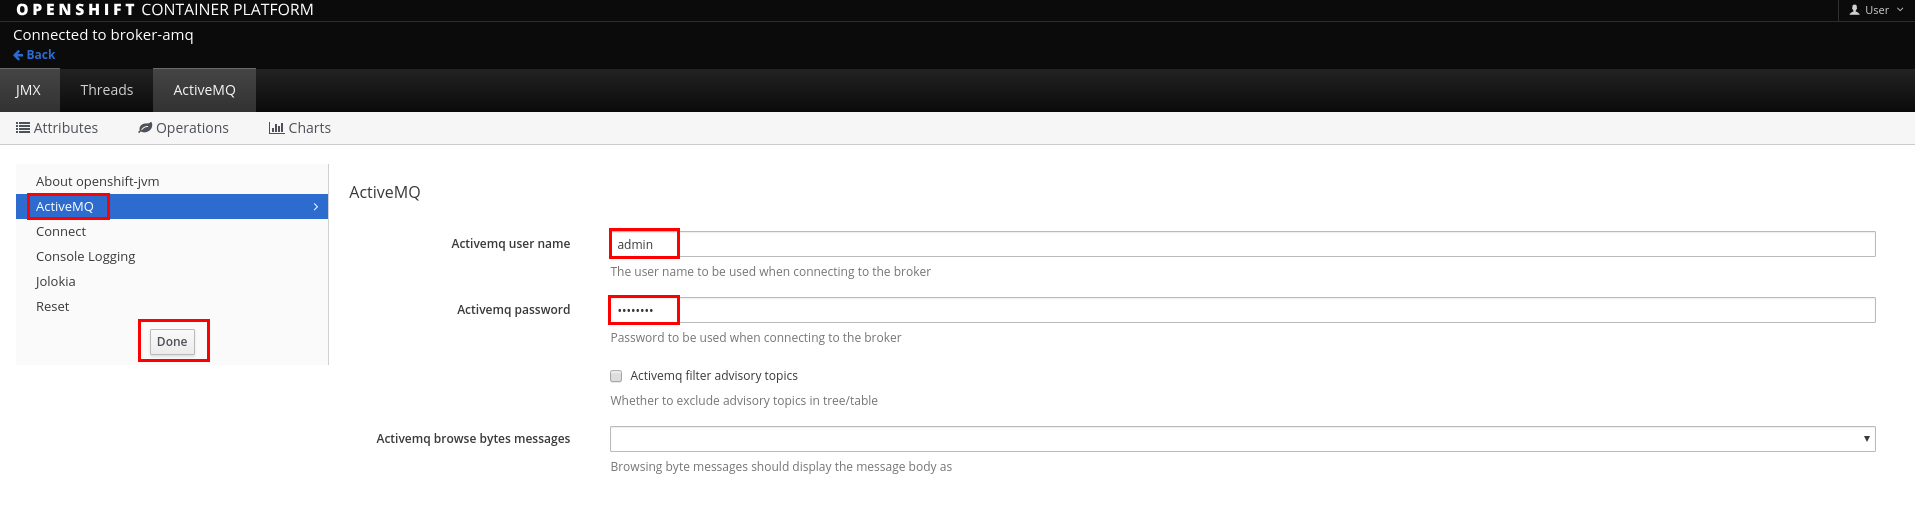 OPENSHIFT CONTAINER PLATFORM
User
Connected to broker-amq
Back
JMX Threads ActiveMQ
Attributes Operations Charts
About openshift-jvm
ActiveMQ
Connect
Console Logging
Jolokia
Reset
Done
ActiveMQ
Activemq user name admin
The user name to be used when connecting to the broker
Activemq password ••••••••
Password to be used when connecting to the broker
Activemq filter advisory topics
Whether to exclude advisory topics in tree/table
Activemq browse bytes messages
Browsing byte messages should display the message body as